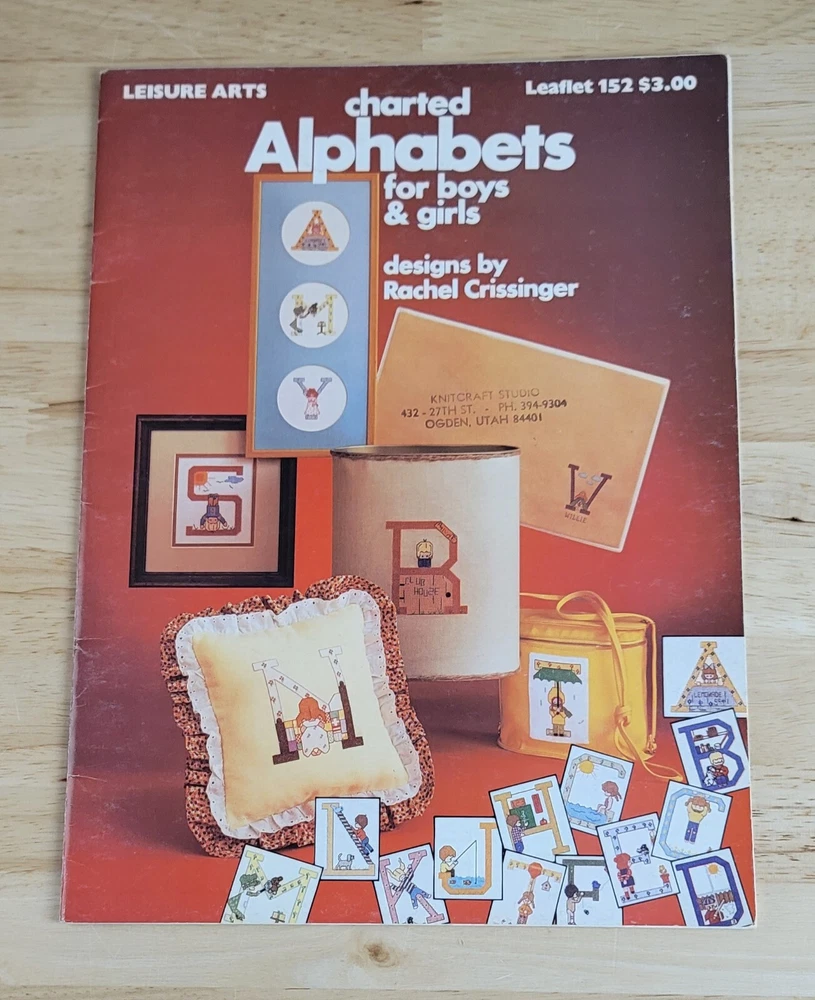 LEISURE ARTS
Leaflet 152 $3.00
charted
Alphabets
for boys
& girls
designs by
Rachel Crissinger
KNITCRAFT STUDIO
432 - 27TH ST. - PH. 394-9304
OGDEN, UTAH 84401
A
M
Y
W
WILLIE
S
R
CLUB
HOUSE
N
A
LEMONADE
B
L
H
J
K
M